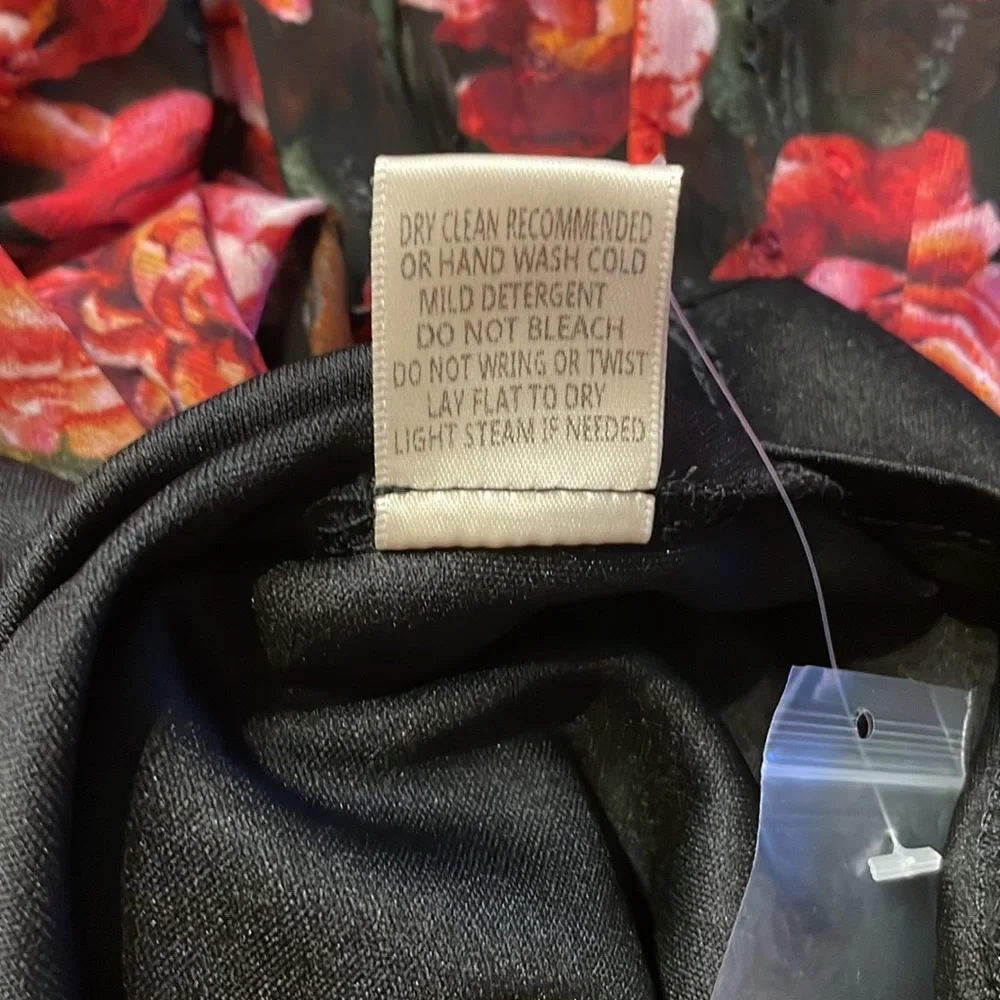 DRY CLEAN RECOMMENDED
OR HAND WASH COLD
MILD DETERGENT
DO NOT BLEACH
DO NOT WRING OR TWIST
LAY FLAT TO DRY
LIGHT STEAM IF NEEDED